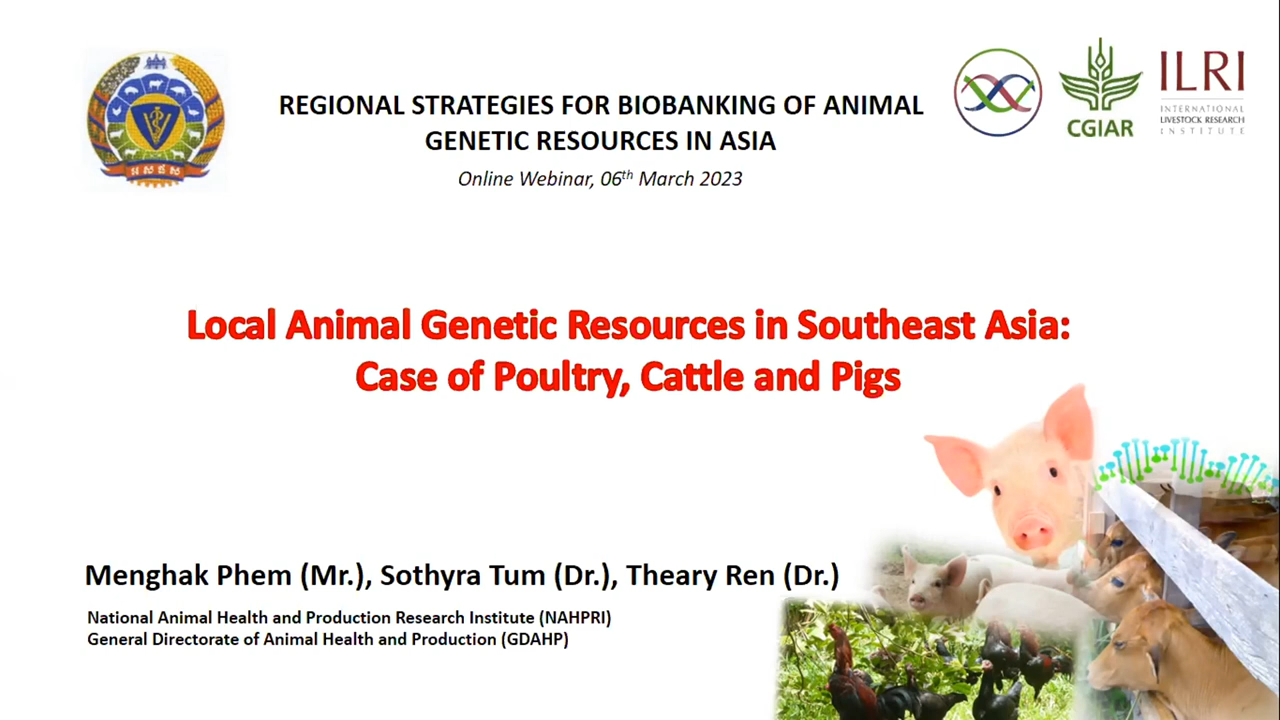 REGIONAL STRATEGIES FOR BIOBANKING OF ANIMAL
GENETIC RESOURCES IN ASIA
Online Webinar, 06th March 2023
CGIAR
ILRI
INTERNATIONAL
LIVESTOCK RESEARCH
INSTITUTE
Local Animal Genetic Resources in Southeast Asia:
Case of Poultry, Cattle and Pigs
Menghak Phem (Mr.), Sothyra Tum (Dr.), Theary Ren (Dr.)
National Animal Health and Production Research Institute (NAHPRI)
General Directorate of Animal Health and Production (GDAHP)